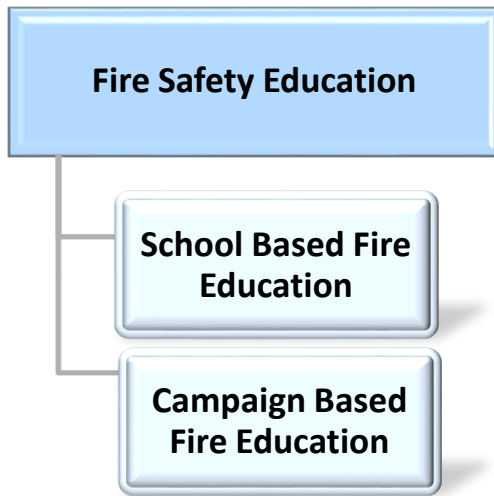 Fire Safety Education
School Based Fire
Education
Campaign Based
Fire Education